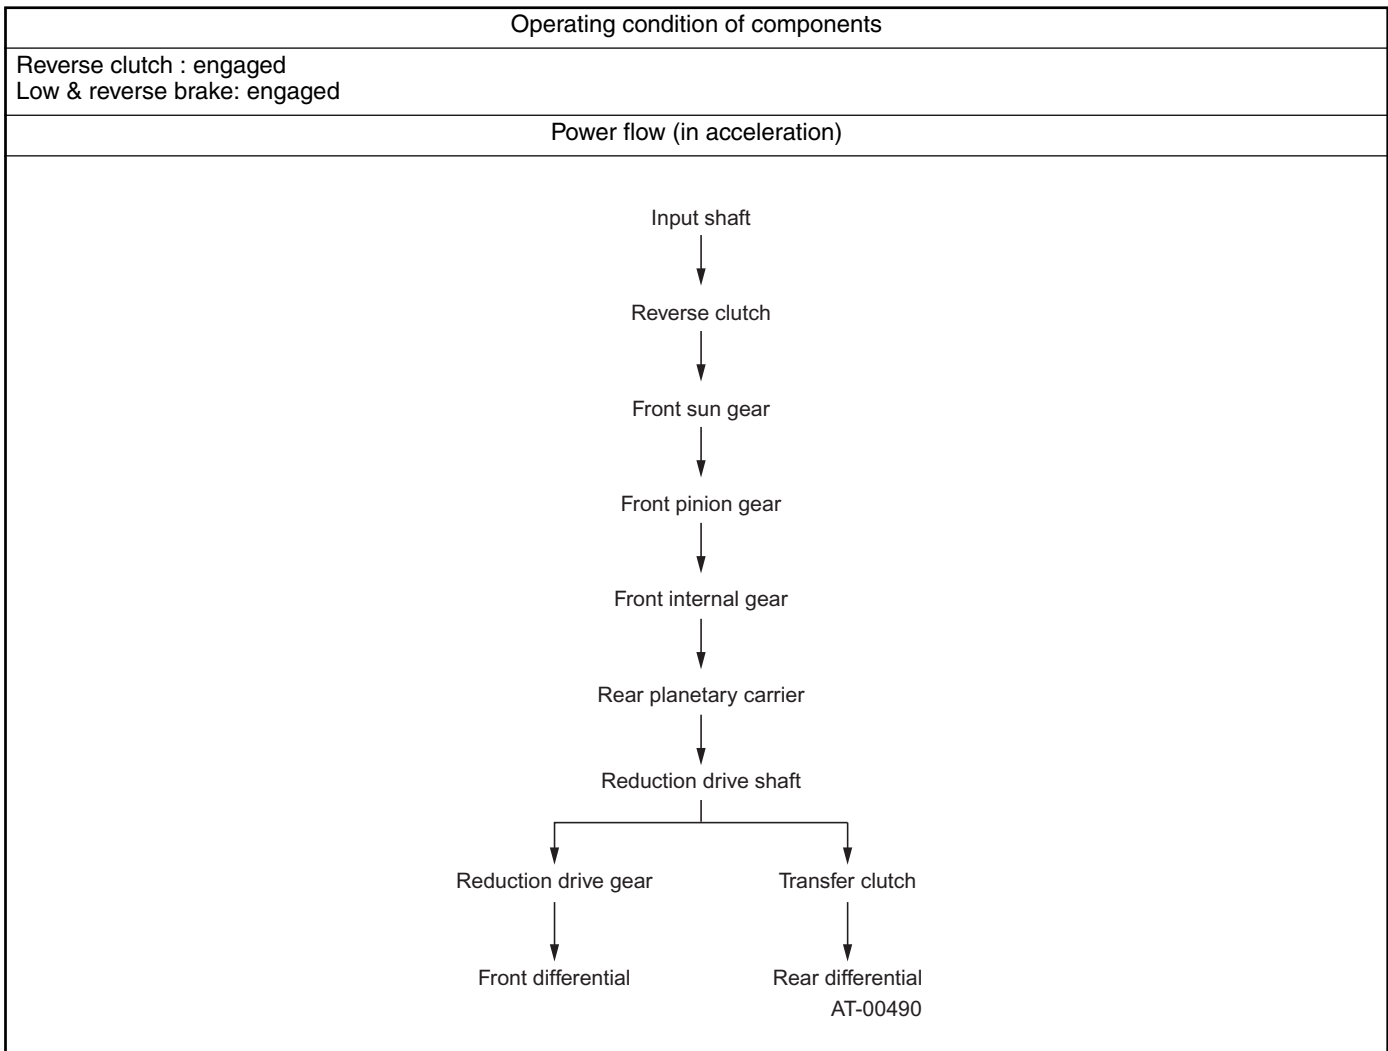 Operating condition of components
Reverse clutch : engaged
Low & reverse brake: engaged
Power flow (in acceleration)
Input shaft
Reverse clutch
Front sun gear
Front pinion gear
Front internal gear
Rear planetary carrier
Reduction drive shaft
Reduction drive gear
Transfer clutch
Front differential
Rear differential
AT-00490